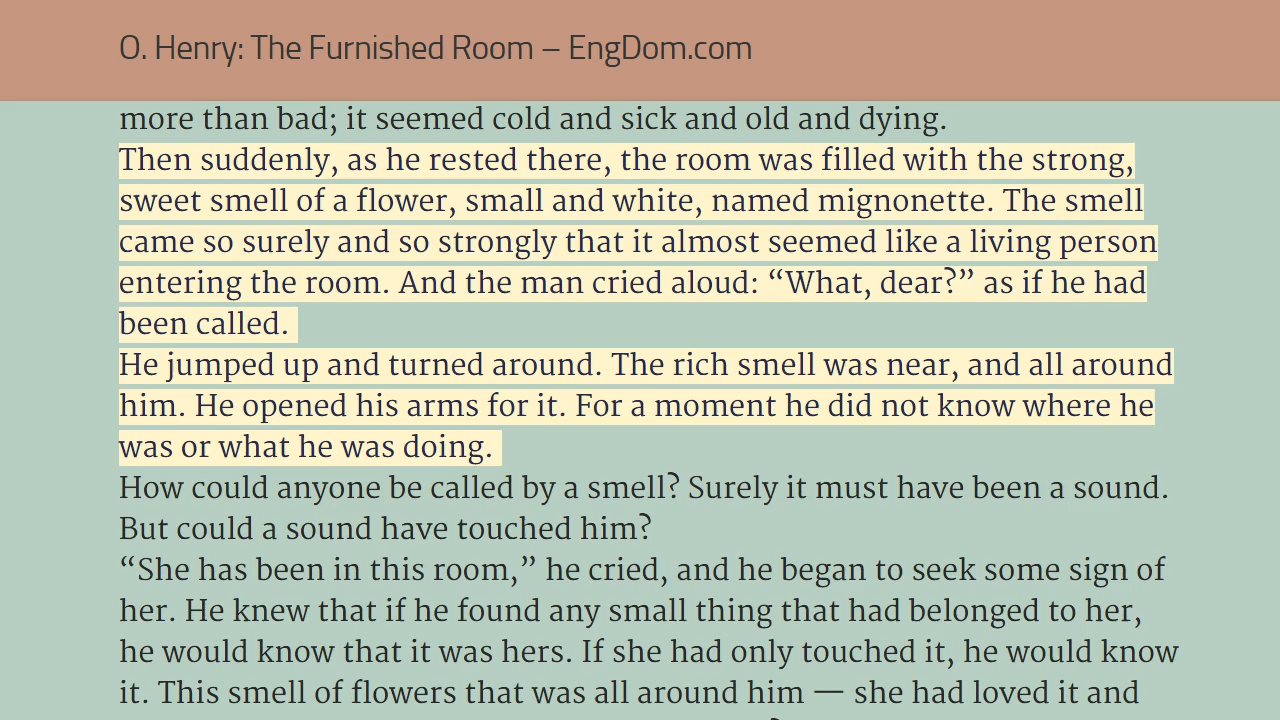 O. Henry: The Furnished Room – EngDom.com
more than bad; it seemed cold and sick and old and dying.
Then suddenly, as he rested there, the room was filled with the strong,
sweet smell of a flower, small and white, named mignonette. The smell
came so surely and so strongly that it almost seemed like a living person
entering the room. And the man cried aloud: “What, dear?” as if he had
been called.
He jumped up and turned around. The rich smell was near, and all around
him. He opened his arms for it. For a moment he did not know where he
was or what he was doing.
How could anyone be called by a smell? Surely it must have been a sound.
But could a sound have touched him?
“She has been in this room,” he cried, and he began to seek some sign of
her. He knew that if he found any small thing that had belonged to her,
he would know that it was hers. If she had only touched it, he would know
it. This smell of flowers that was all around him — she had loved it and